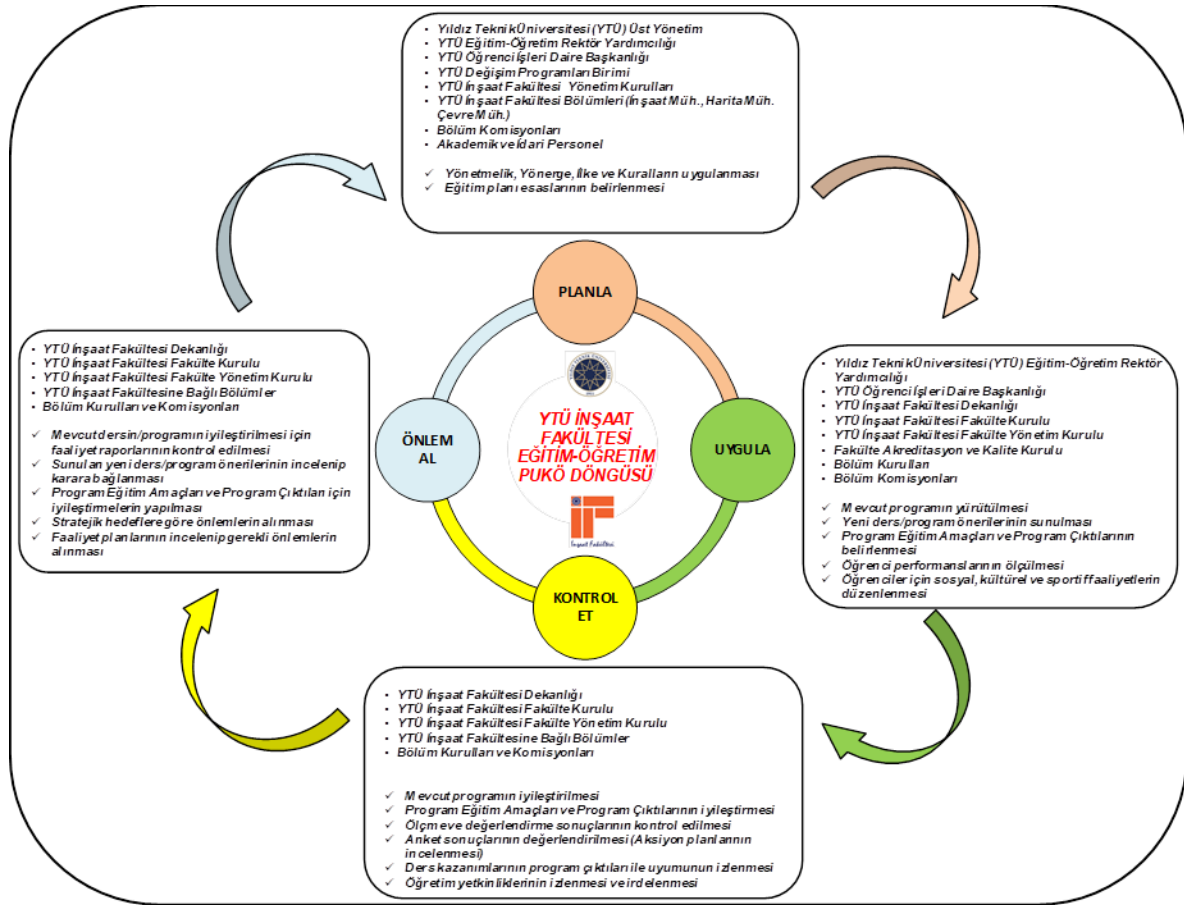 Yıldız Teknik Üniversitesi (YTÜ) Üst Yönetim
YTÜ Eğitim-Öğretim Rektör Yardımcılığı
YTÜ Öğrenci İşleri Daire Başkanlığı
YTÜ Değişim Programları Birimi
YTÜ İnşaat Fakültesi Yönetim Kurulları
YTÜ İnşaat Fakültesi Bölümleri (İnşaat Müh., Harita Müh.
Çevre Müh.)
Bölüm Komisyonları
Akademik ve İdari Personel
✓ Yönetmelik, Yönerge, İlke ve Kuralların uygulanması
✓ Eğitim planı esaslarının belirlenmesi
PLANLA
YTÜ İnşaat Fakültesi Dekanlığı
YTÜ İnşaat Fakültesi Fakülte Kurulu
YTÜ İnşaat Fakültesi Fakülte Yönetim Kurulu
YTÜ İnşaat Fakültesine Bağlı Bölümler
Bölüm Kurulları ve Komisyonları
✓ Mevcut dersin/programın iyileştirilmesi için
faaliyet raporlarının kontrol edilmesi
✓ Sunulan yeni ders/program önerilerinin incelenip
karara bağlanması
✓ Program Eğitim Amaçları ve Program Çıktıları için
iyileştirmelerin yapılması
✓ Stratejik hedeflere göre önlemlerin alınması
✓ Faaliyet planlarının incelenip gerekli önlemlerin
alınması
ÖNLEM
AL
YTÜ İNŞAAT
FAKÜLTESİ
EĞİTİM-ÖĞRETİM
PUKÖ DÖNGÜSÜ
İnşaat Fakültesi
UYGULA
Yıldız Teknik Üniversitesi (YTÜ) Eğitim-Öğretim Rektör
Yardımcılığı
YTÜ Öğrenci İşleri Daire Başkanlığı
YTÜ İnşaat Fakültesi Dekanlığı
YTÜ İnşaat Fakültesi Fakülte Kurulu
YTÜ İnşaat Fakültesi Fakülte Yönetim Kurulu
Fakülte Akreditasyon ve Kalite Kurulu
Bölüm Kurulları
Bölüm Komisyonları
✓ Mevcut programın yürütülmesi
✓ Yeni ders/program önerilerinin sunulması
✓ Program Eğitim Amaçları ve Program Çıktılarının
belirlenmesi
✓ Öğrenci performanslarının ölçülmesi
✓ Öğrenciler için sosyal, kültürel ve sportif faaliyetlerin
düzenlenmesi
KONTROL
ET
YTÜ İnşaat Fakültesi Dekanlığı
YTÜ İnşaat Fakültesi Fakülte Kurulu
YTÜ İnşaat Fakültesi Fakülte Yönetim Kurulu
YTÜ İnşaat Fakültesine Bağlı Bölümler
Bölüm Kurulları ve Komisyonları
✓ Mevcut programın iyileştirilmesi
✓ Program Eğitim Amaçları ve Program Çıktılarının iyileştirmesi
✓ Ölçme ve değerlendirme sonuçlarının kontrol edilmesi
✓ Anket sonuçlarının değerlendirilmesi (Aksiyon planlarının
incelenmesi)
✓ Ders kazanımlarının program çıktıları ile uyumunun izlenmesi
✓ Öğretim yetkinliklerinin izlenmesi ve irdelenmesi